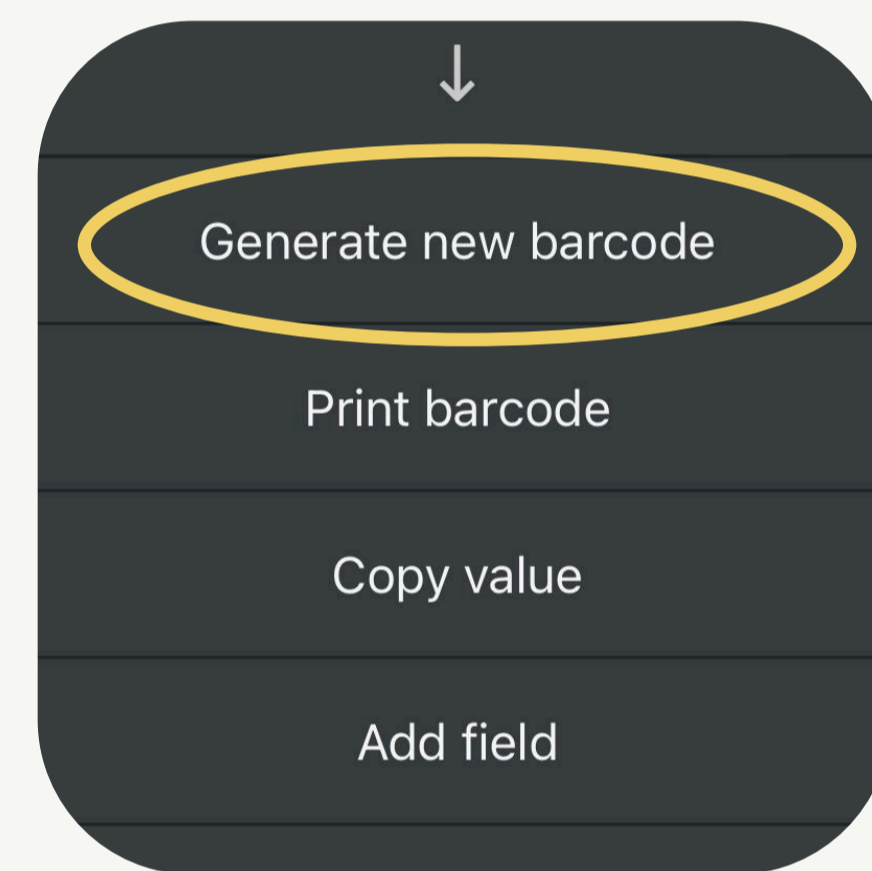 Generate new barcode
Print barcode
Copy value
Add field